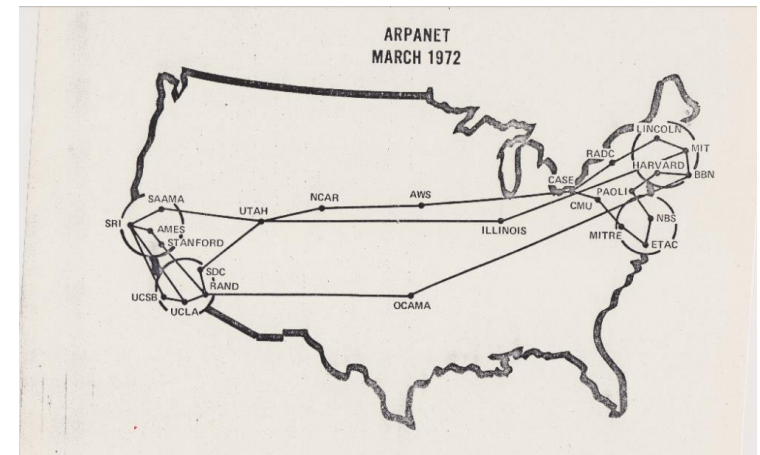 ARPANET
MARCH 1972
LINCOLN
RADC
MIT
HARVARD
CASE
BBN
PAOLI
SAAMA
NCAR
AWS
CMU
UTAH
SRI
AMES
ILLINOIS
NBS
STANFORD
MITRE
ETAC
SDC
RAND
UCSB
UCLA
OCAMA